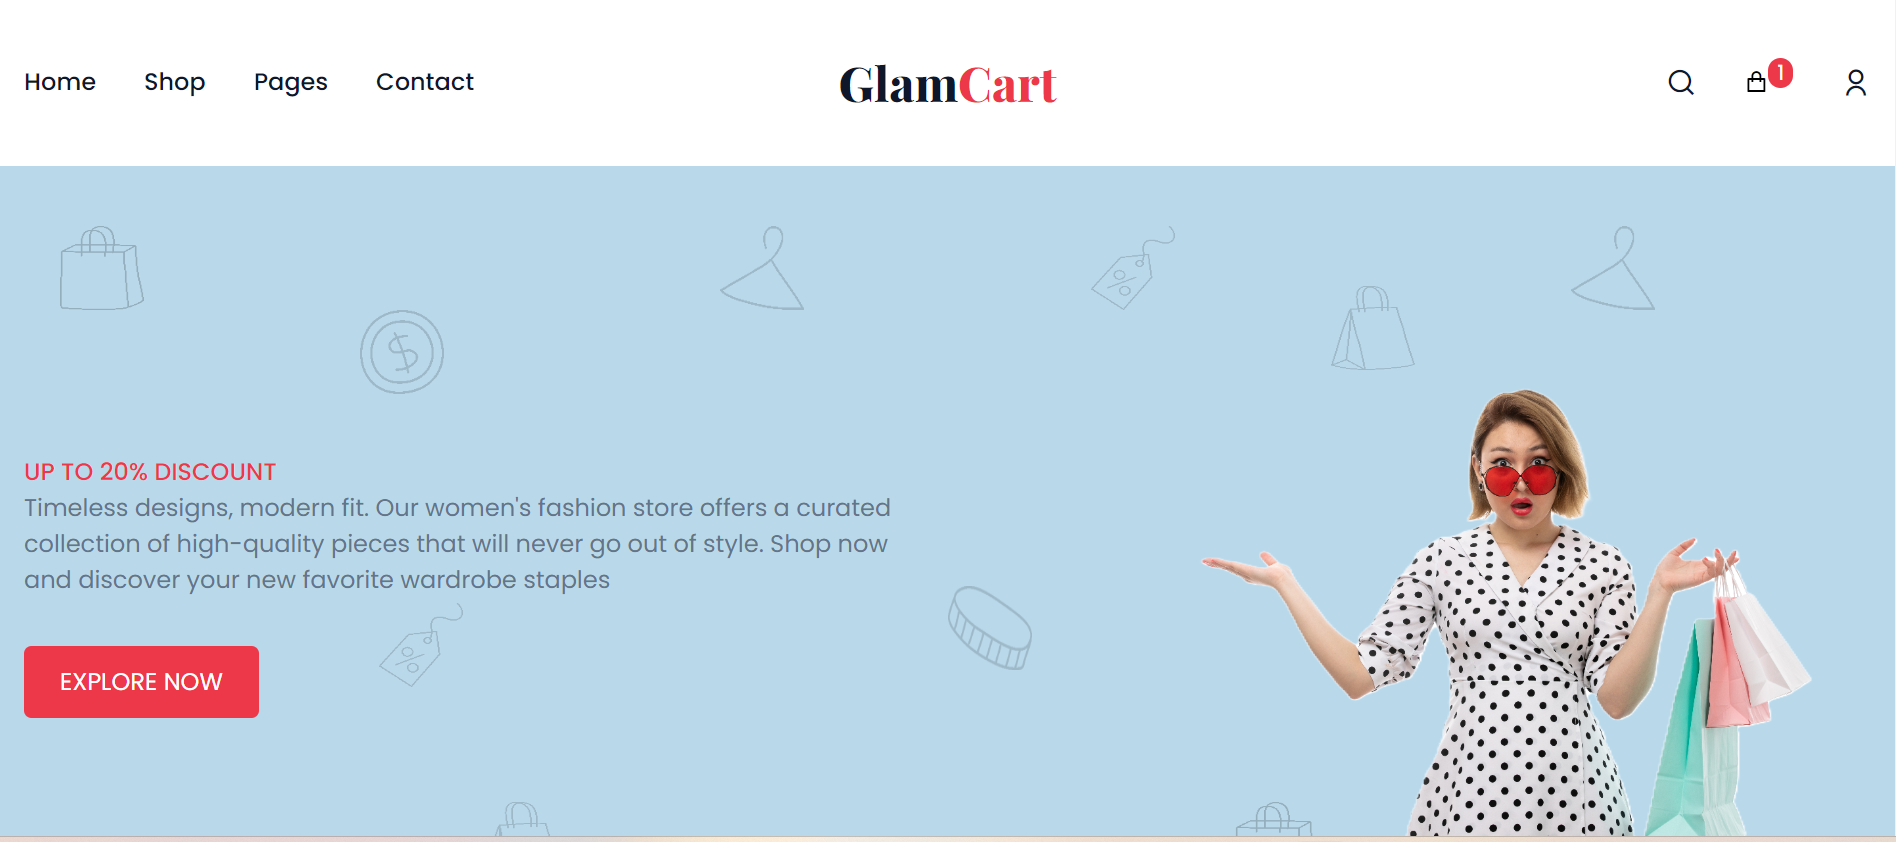 Home Shop Pages Contact GlamCart 1
UP TO 20% DISCOUNT
Timeless designs, modern fit. Our women's fashion store offers a curated
collection of high-quality pieces that will never go out of style. Shop now
and discover your new favorite wardrobe staples
EXPLORE NOW